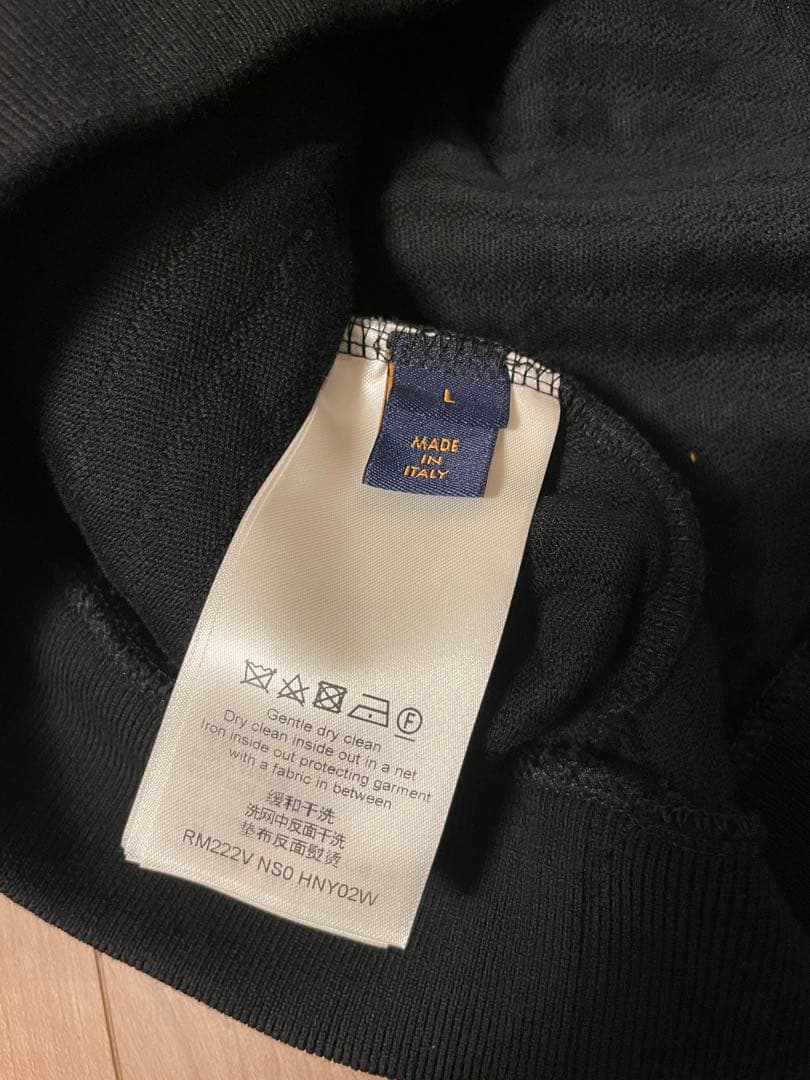 L
MADE
IN
ITALY
F
Gentle dry clean
Dry clean inside out in a net
Iron inside out protecting garment
with a fabric in between
缓和干洗
洗网中反面干洗
垫布反面熨烫
RM222V NS0 HNY02W